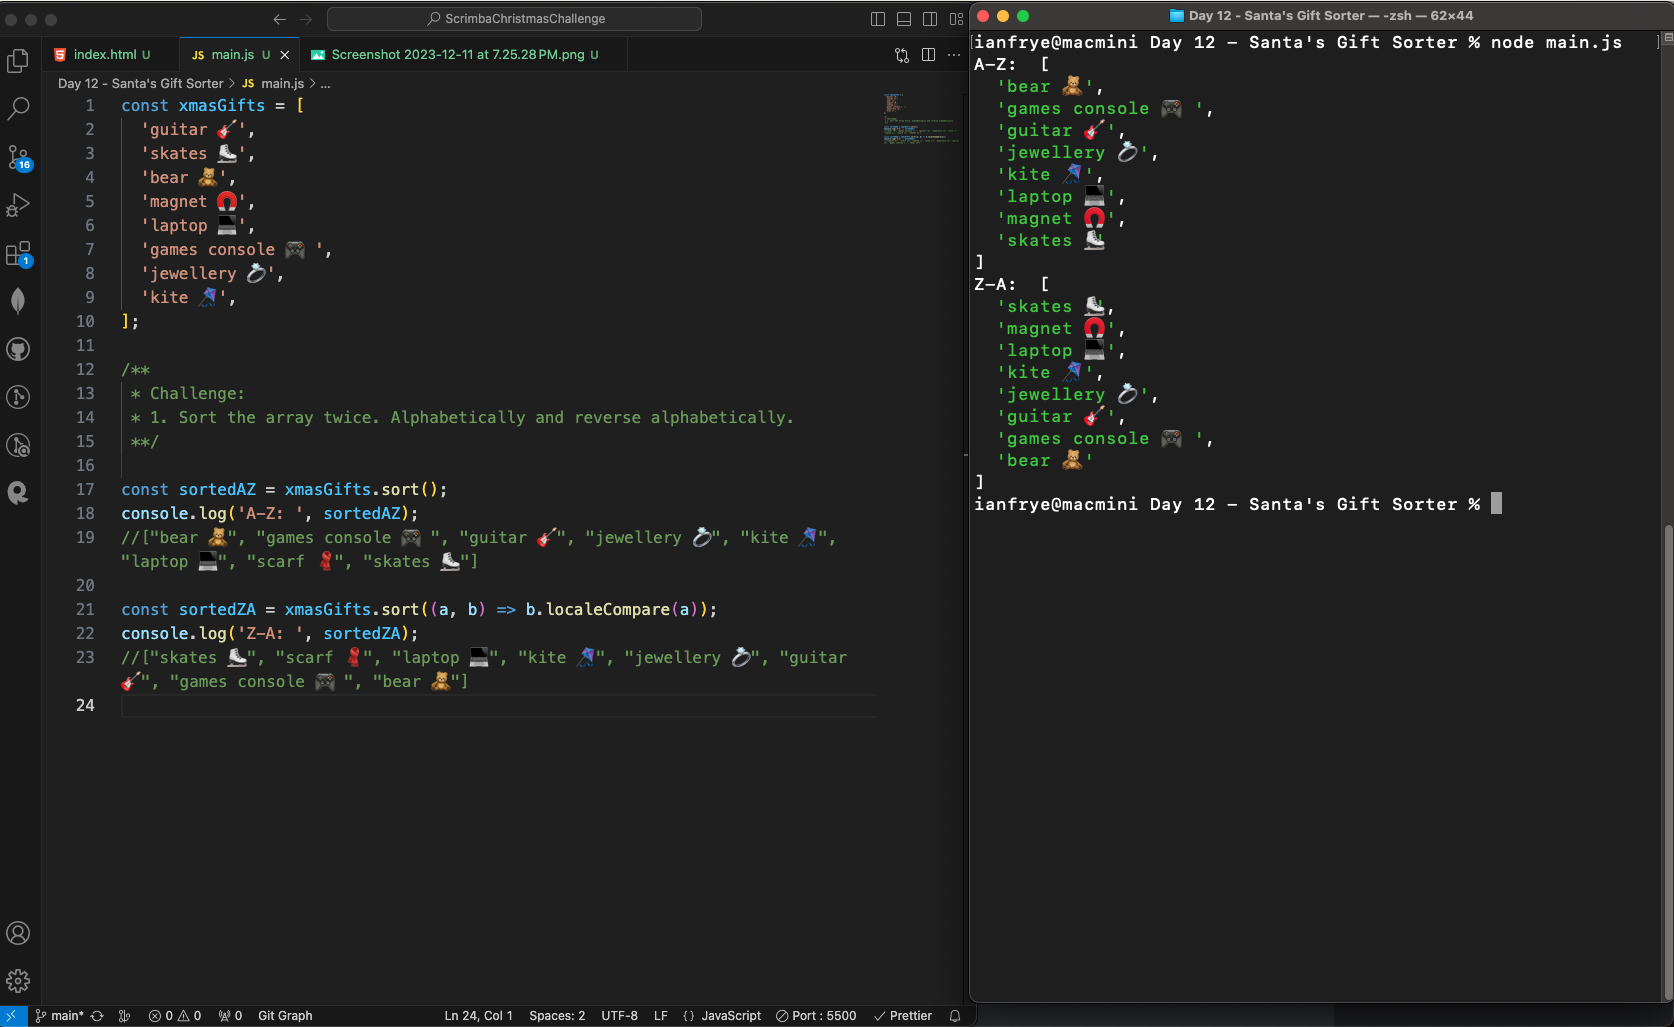 ScrimbaChristmasChallenge
index.html U
JS main.js U
Screenshot 2023-12-11 at 7.25.28 PM.png U
Day 12 - Santa's Gift Sorter > JS main.js > ...
1 const xmasGifts = [
2 'guitar 🎸',
3 'skates ⛸️',
4 'bear 🧸',
5 'magnet 🧲',
6 'laptop 💻',
7 'games console 🎮 ',
8 'jewellery 💍',
9 'kite 🪁',
10 ];
11
12 /**
13 * Challenge:
14 * 1. Sort the array twice. Alphabetically and reverse alphabetically.
15 **/
16
17 const sortedAZ = xmasGifts.sort();
18 console.log('A-Z: ', sortedAZ);
19 //["bear 🧸", "games console 🎮 ", "guitar 🎸", "jewellery 💍", "kite 🪁",
"laptop 💻", "scarf 🧣", "skates ⛸️"]
20
21 const sortedZA = xmasGifts.sort((a, b) => b.localeCompare(a));
22 console.log('Z-A: ', sortedZA);
23 //["skates ⛸️", "scarf 🧣", "laptop 💻", "kite 🪁", "jewellery 💍", "guitar
🎸", "games console 🎮 ", "bear 🧸"]
24
16
1
main*
0 0
0
Git Graph
Ln 24, Col 1
Spaces: 2
UTF-8
LF
{} JavaScript
Port : 5500
Prettier
Day 12 - Santa's Gift Sorter — -zsh — 62×44
[ianfrye@macmini Day 12 - Santa's Gift Sorter % node main.js ]
A-Z: [
'bear 🧸',
'games console 🎮 ',
'guitar 🎸',
'jewellery 💍',
'kite 🪁',
'laptop 💻',
'magnet 🧲',
'skates ⛸️
]
Z-A: [
'skates ⛸️,
'magnet 🧲',
'laptop 💻',
'kite 🪁',
'jewellery 💍',
'guitar 🎸',
'games console 🎮 ',
'bear 🧸'
]
ianfrye@macmini Day 12 - Santa's Gift Sorter %